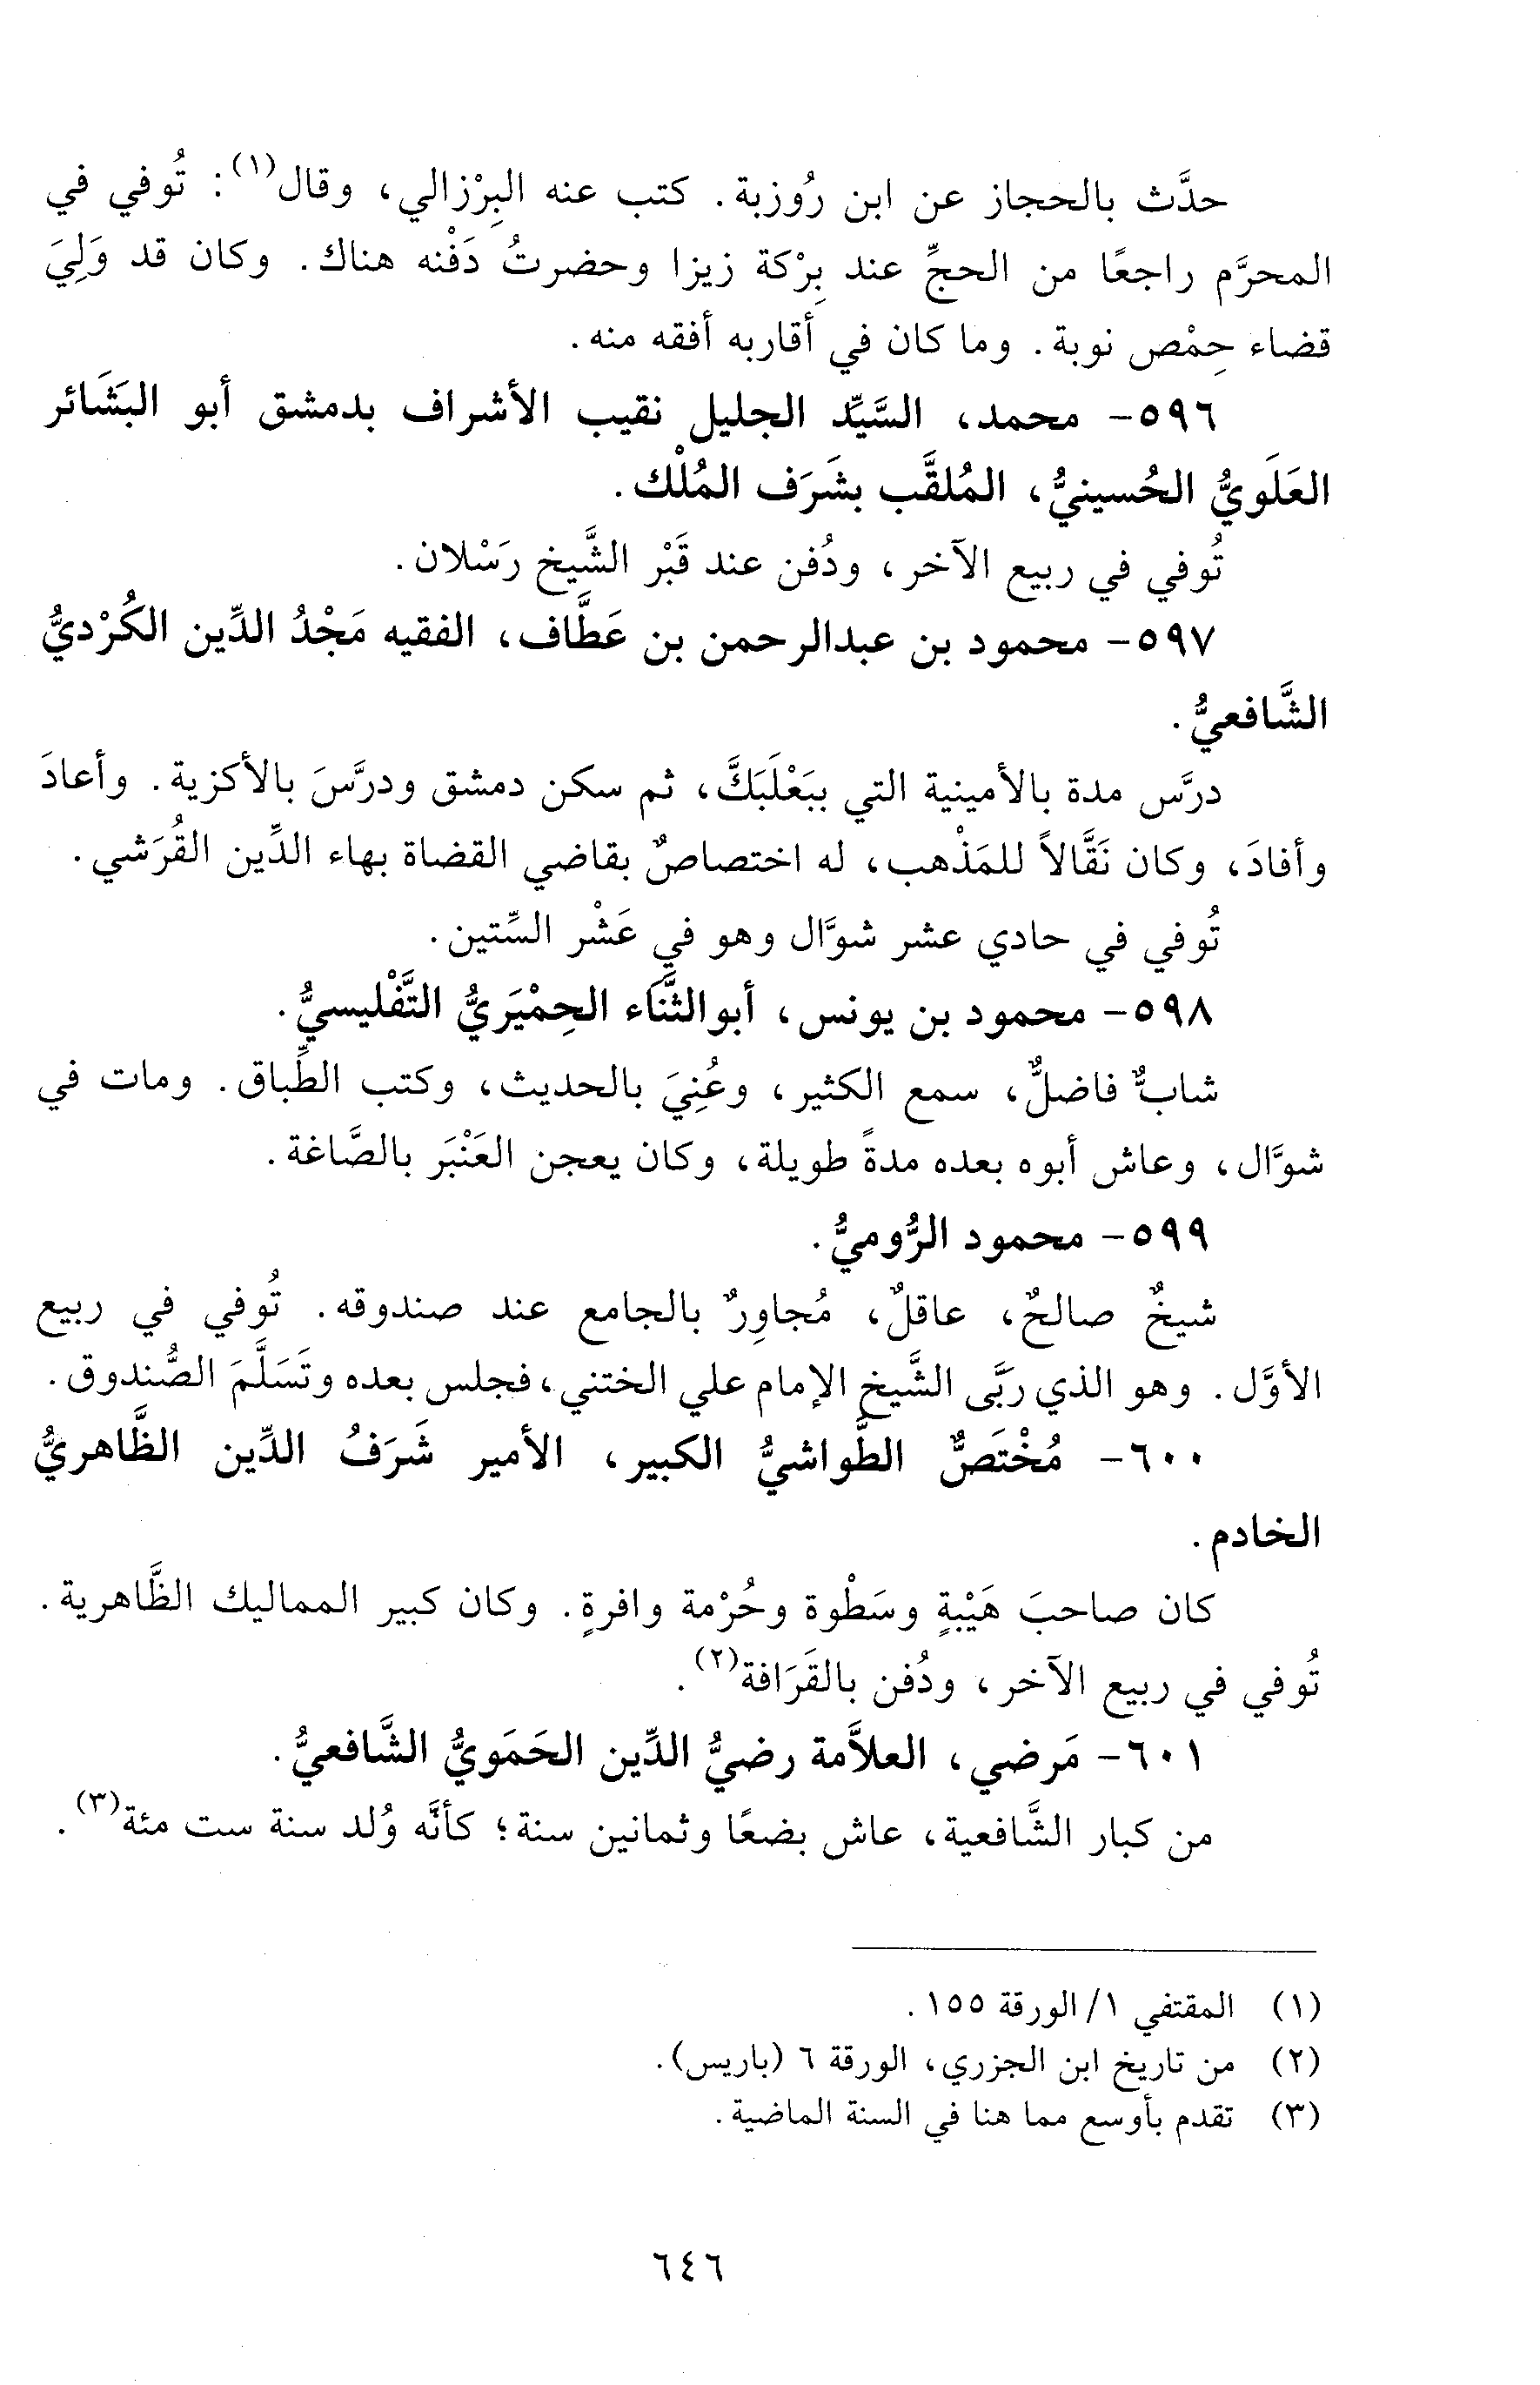 حدَّث بالحجاز عن ابن رُوزبة. كتب عنه البِرْزالي، وقال(١): تُوفي في
المحرَّم راجعًا من الحجِّ عند بِرْكة زيزا وحضرتُ دَفْنه هناك. وكان قد وَلِيَ
قضاء حِمْص نوبة. وما كان في أقاربه أفقه منه.
٥٩٦- محمد، السَّيِّد الجليل نقيب الأشراف بدمشق أبو البَشَائر
العَلَويُّ الحُسينيُّ، المُلقَّب بشَرَف المُلْك.
تُوفي في ربيع الآخر، ودُفن عند قَبْر الشَّيخ رَسْلان.
٥٩٧- محمود بن عبدالرحمن بن عَطَّاف، الفقيه مَجْدُ الدِّين الكُرْديُّ
الشَّافعيُّ.
درَّس مدة بالأمينية التي ببَعْلَبَكَّ، ثم سكن دمشق ودرَّسَ بالأكزية. وأعادَ
وأفادَ، وكان نَقَّالاً للمَذْهب، له اختصاصٌ بقاضي القضاة بهاء الدِّين القُرَشي.
تُوفي في حادي عشر شوَّال وهو في عَشْر السِّتين.
٥٩٨- محمود بن يونس، أبوالثَّنَاء الحِمْيَريُّ التَّفْليسيُّ.
شابٌّ فاضلٌ، سمع الكثير، وعُنِيَ بالحديث، وكتب الطِّباق. ومات في
شوَّال، وعاش أبوه بعده مدةً طويلة، وكان يعجن العَنْبَر بالصَّاغة.
٥٩٩- محمود الرُّوميُّ.
شيخٌ صالحٌ، عاقلٌ، مُجاوِرٌ بالجامع عند صندوقه. تُوفي في ربيع
الأوَّل. وهو الذي ربَّى الشَّيخ الإمام علي الختني، فجلس بعده وتَسَلَّمَ الصُّندوق.
٦٠٠- مُخْتَصٌّ الطَّواشيُّ الكبير، الأمير شَرَفُ الدِّين الظَّاهريُّ
الخادم.
كان صاحبَ هَيْبةٍ وسَطْوة وحُرْمة وافرةٍ. وكان كبير المماليك الظَّاهرية.
تُوفي في ربيع الآخر، ودُفن بالقَرَافة(٢).
٦٠١- مَرضي، العلاَّمة رضيُّ الدِّين الحَمَويُّ الشَّافعيُّ.
من كبار الشَّافعية، عاش بضعًا وثمانين سنة؛ كأنَّه وُلد سنة ست مئة(٣).
(١) المقتفي ١/ الورقة ١٥٥.
(٢) من تاريخ ابن الجزري، الورقة ٦ (باريس).
(٣) تقدم بأوسع مما هنا في السنة الماضية.
٦٤٦